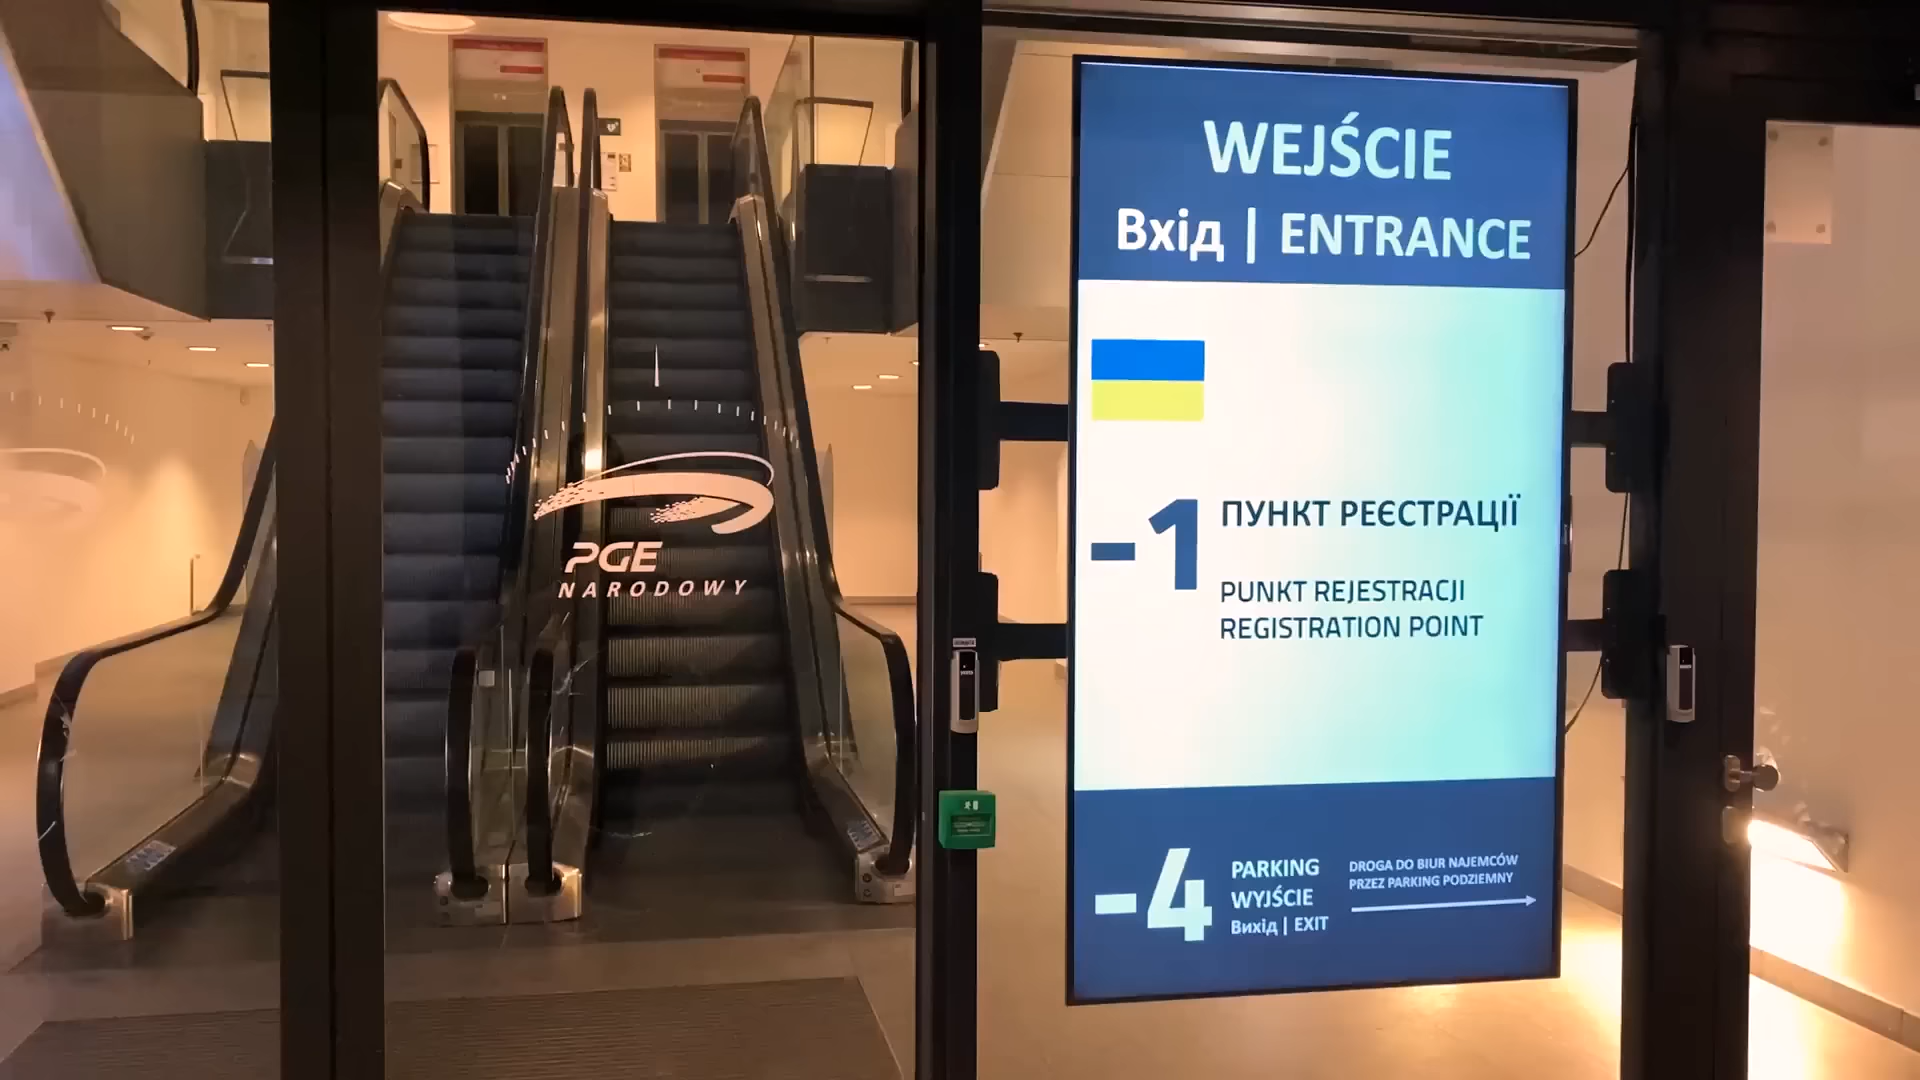 PGE
NARODOWY
WEJŚCIE
Вхід | ENTRANCE
-1
ПУНКТ РЕЄСТРАЦІЇ
PUNKT REJESTRACJI
REGISTRATION POINT
-4
PARKING
WYJŚCIE
Вихід | EXIT
DROGA DO BIUR NAJEMCÓW
PRZEZ PARKING PODZIEMNY